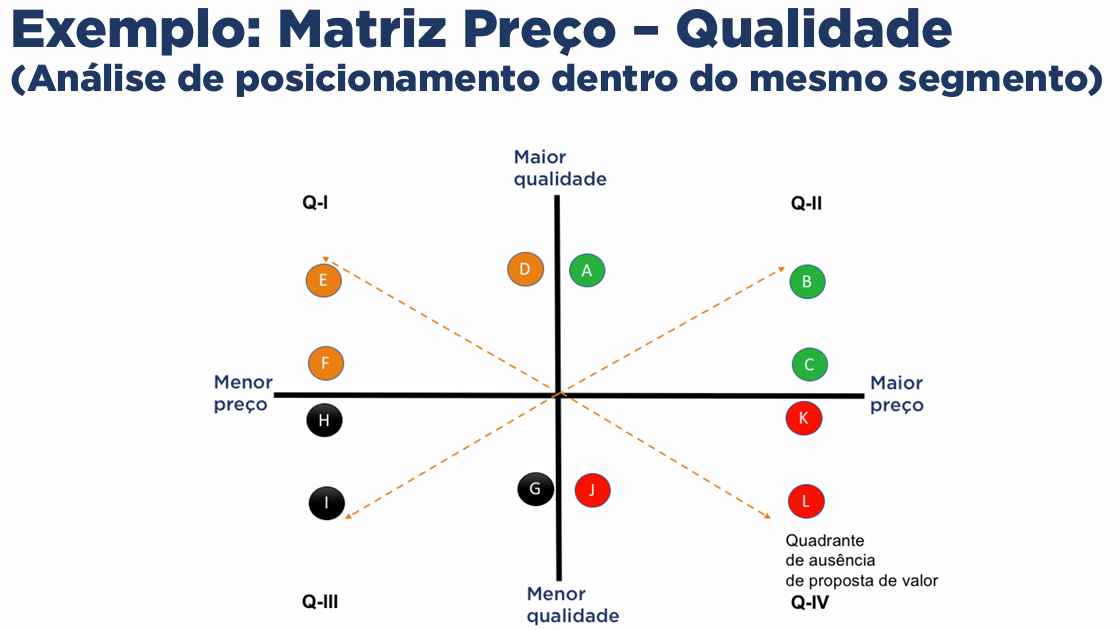 Exemplo: Matriz Preço – Qualidade
(Análise de posicionamento dentro do mesmo segmento)
Maior
qualidade
Q-I
Q-II
D
A
E
B
F
C
Menor
preço
Maior
preço
H
K
G
J
I
L
Quadrante
de ausência
de proposta de valor
Q-III
Menor
qualidade
Q-IV